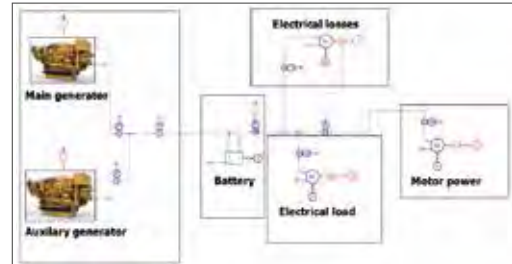 Electrical losses
Main generator
Battery
Motor power
Electrical load
Auxilary generator